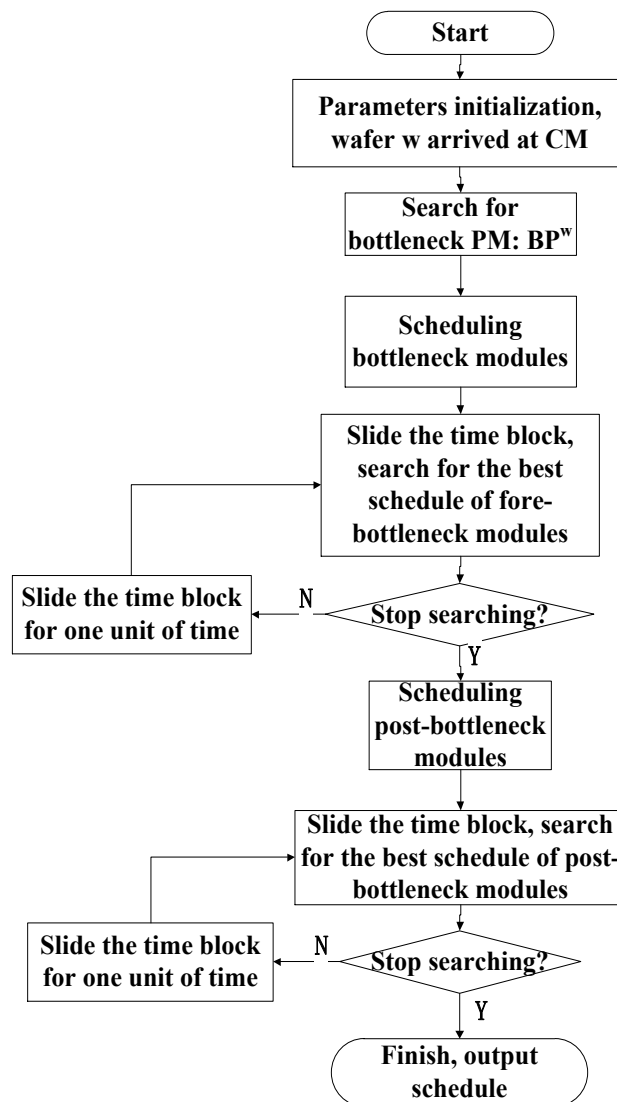 Start
Parameters initialization,
wafer w arrived at CM
Search for
bottleneck PM: BPʷ
Scheduling
bottleneck modules
Slide the time block,
search for the best
schedule of fore-
bottleneck modules
Slide the time block
for one unit of time
N
Stop searching?
Y
Scheduling
post-bottleneck
modules
Slide the time block, search
for the best schedule of post-
bottleneck modules
Slide the time block
for one unit of time
N
Stop searching?
Y
Finish, output
schedule